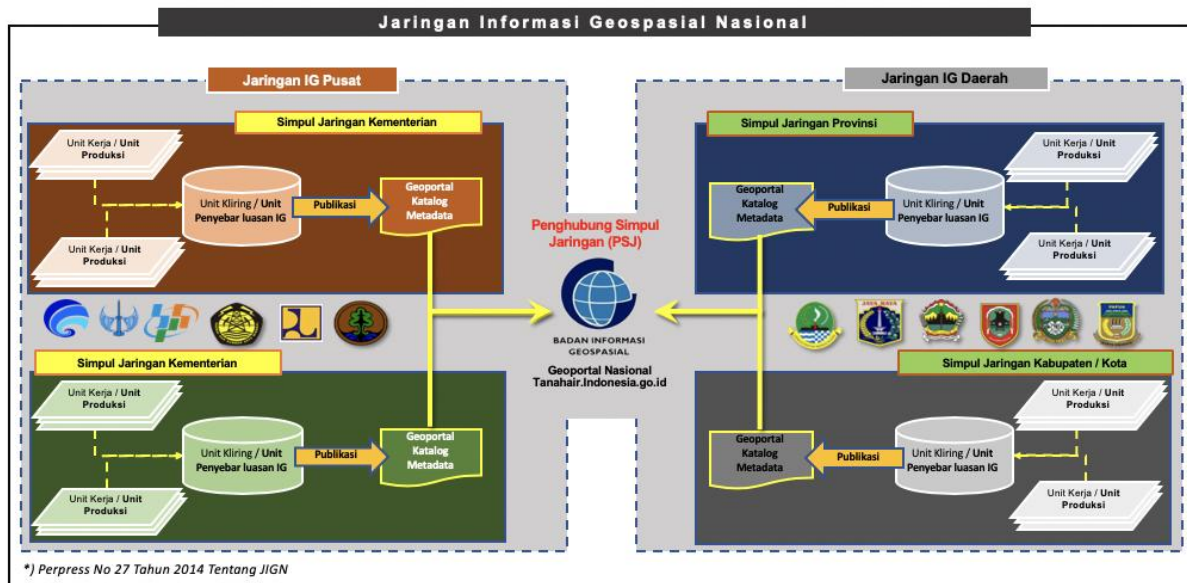 Jaringan Informasi Geospasial Nasional
Jaringan IG Pusat
Simpul Jaringan Kementerian
Unit Kerja / Unit
Produksi
Unit Kliring / Unit
Penyebar luasan IG
Publikasi
Geoportal
Katalog
Metadata
Unit Kerja / Unit
Produksi
Simpul Jaringan Kementerian
Unit Kerja / Unit
Produksi
Unit Kliring / Unit
Penyebar luasan IG
Publikasi
Geoportal
Katalog
Metadata
Unit Kerja / Unit
Produksi
Penghubung Simpul
Jaringan (PSJ)
BADAN INFORMASI
GEOSPASIAL
Geoportal Nasional
Tanahair.Indonesia.go.id
Jaringan IG Daerah
Simpul Jaringan Provinsi
Unit Kerja / Unit
Produksi
Geoportal
Katalog
Metadata
Publikasi
Unit Kliring / Unit
Penyebar luasan IG
Unit Kerja / Unit
Produksi
JAYA RAYA
Simpul Jaringan Kabupaten / Kota
Unit Kerja / Unit
Produksi
Geoportal
Katalog
Metadata
Publikasi
Unit Kliring / Unit
Penyebar luasan IG
Unit Kerja / Unit
Produksi
*) Perpress No 27 Tahun 2014 Tentang JIGN